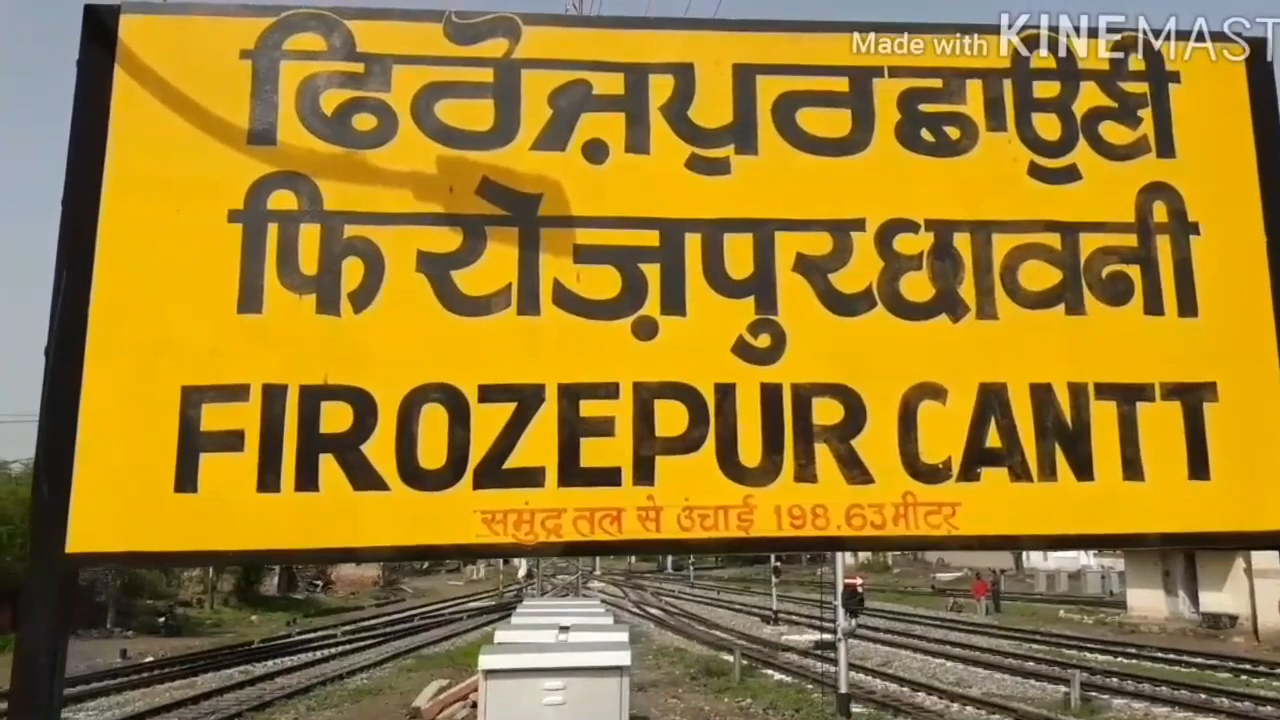 Made with KINEMAST
ਫਿਰੋਜ਼ਪੁਰ ਛਾਉਣੀ
फिरोज़पुर छावनी
FIROZEPUR CANTT
समुंद्र तल से उंचाई 198.63 मीटर